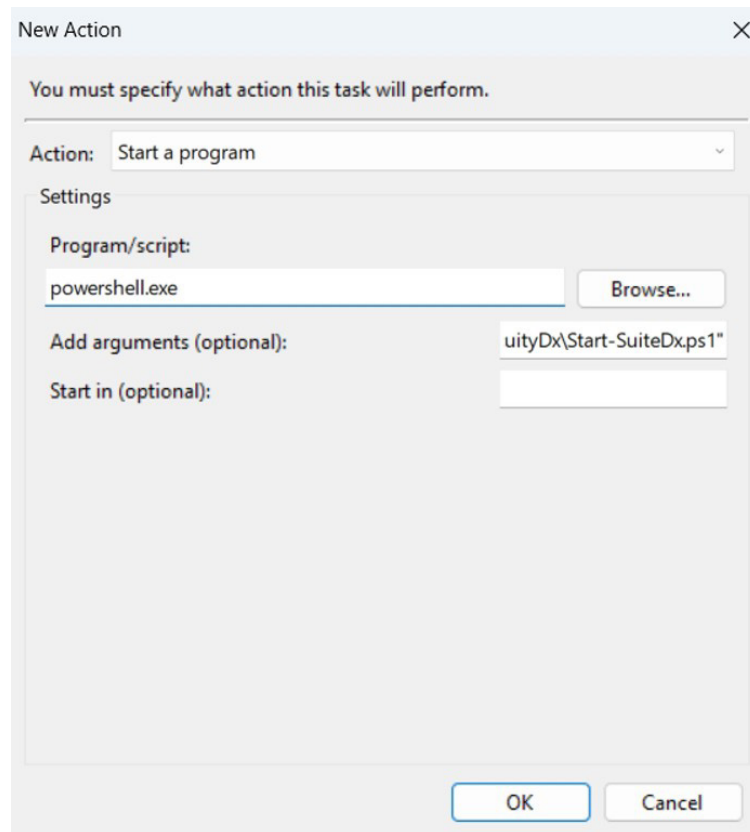 New Action
You must specify what action this task will perform.
Action: Start a program
Settings
Program/script:
powershell.exe Browse...
Add arguments (optional): uityDx\Start-SuiteDx.ps1"
Start in (optional):
OK Cancel